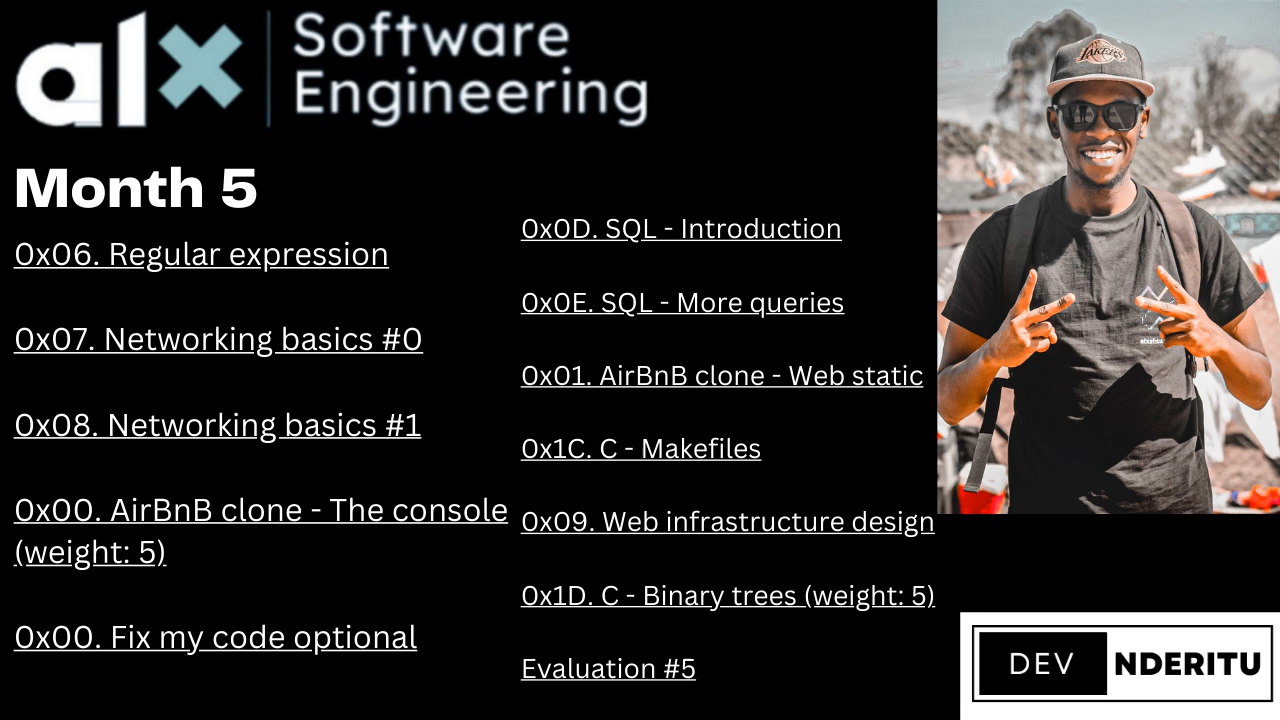 alx
Software
Engineering
Month 5
0x06. Regular expression
0x07. Networking basics #0
0x08. Networking basics #1
0x00. AirBnB clone - The console
(weight: 5)
0x00. Fix my code optional
0x0D. SQL - Introduction
0x0E. SQL - More queries
0x01. AirBnB clone - Web static
0x1C. C - Makefiles
0x09. Web infrastructure design
0x1D. C - Binary trees (weight: 5)
Evaluation #5
LAKERS
DEV NDERITU